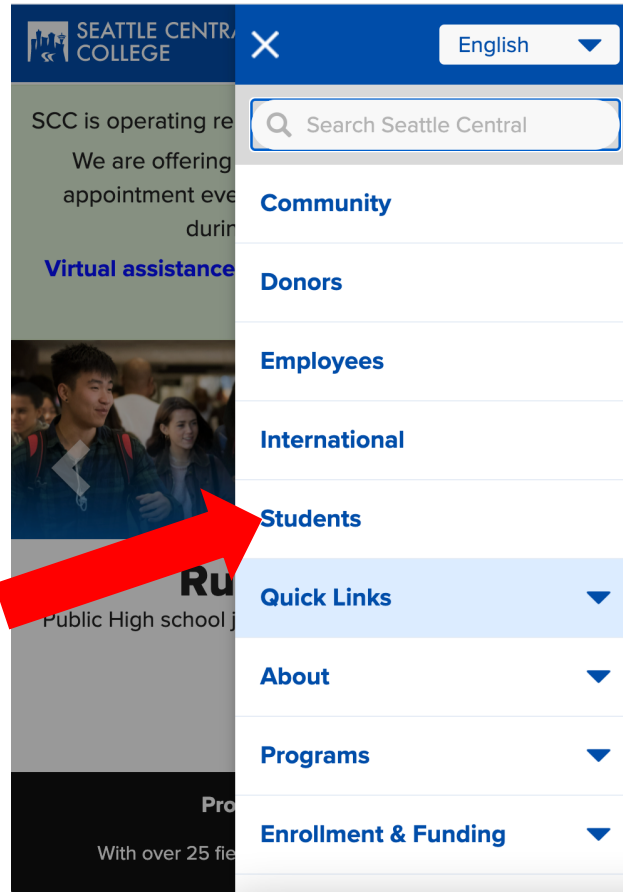 SEATTLE CENTRA
COLLEGE
English
Search Seattle Central
SCC is operating re
We are offering
appointment eve
durin
Virtual assistance
Community
Donors
Employees
International
Students
Quick Links
About
Programs
Enrollment & Funding
Ru
Public High school j
Pro
With over 25 fie